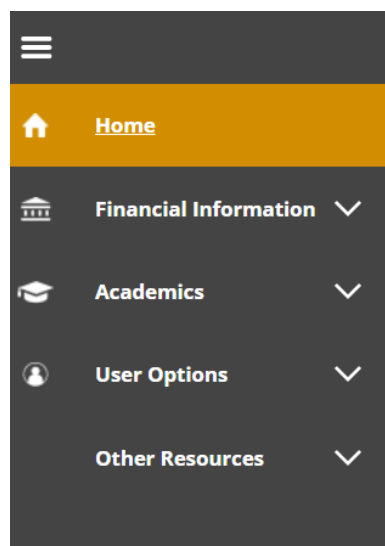 Home
Financial Information
Academics
User Options
Other Resources